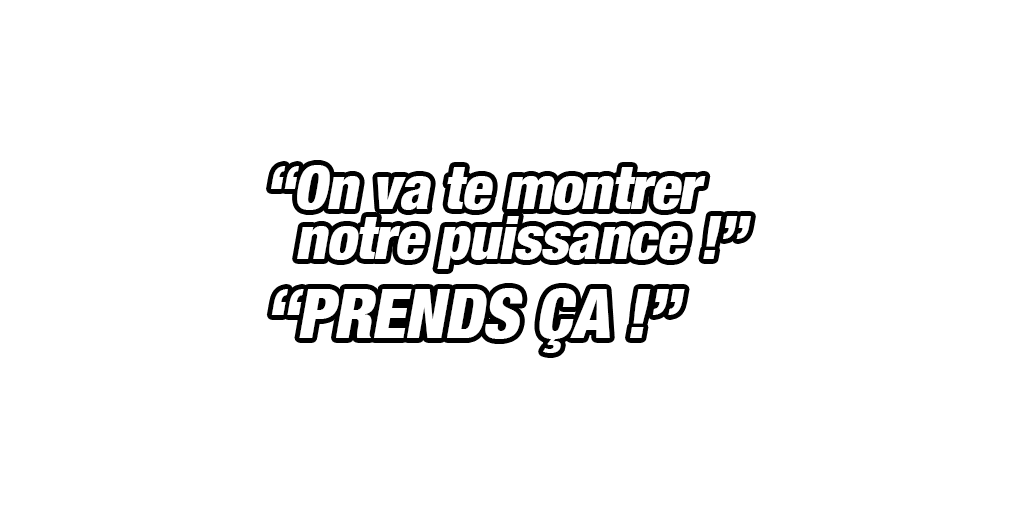 “On va te montrer
notre puissance !”
“PRENDS ÇA !”